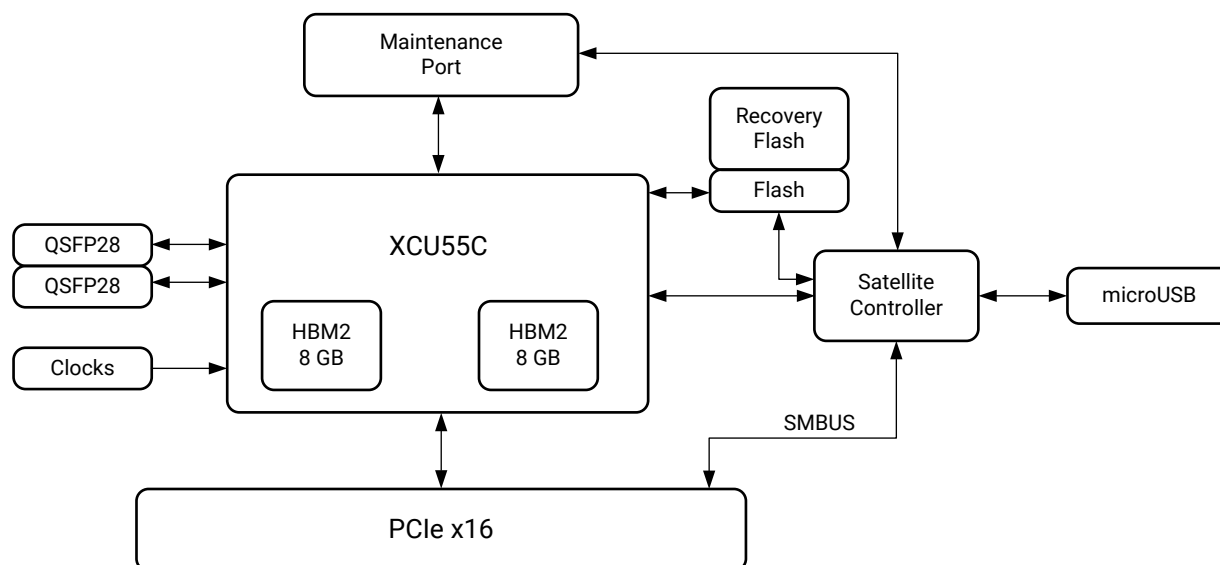 Maintenance
Port
Recovery
Flash
Flash
QSFP28
QSFP28
XCU55C
Satellite
Controller
microUSB
HBM2
8 GB
HBM2
8 GB
Clocks
SMBUS
PCIe x16